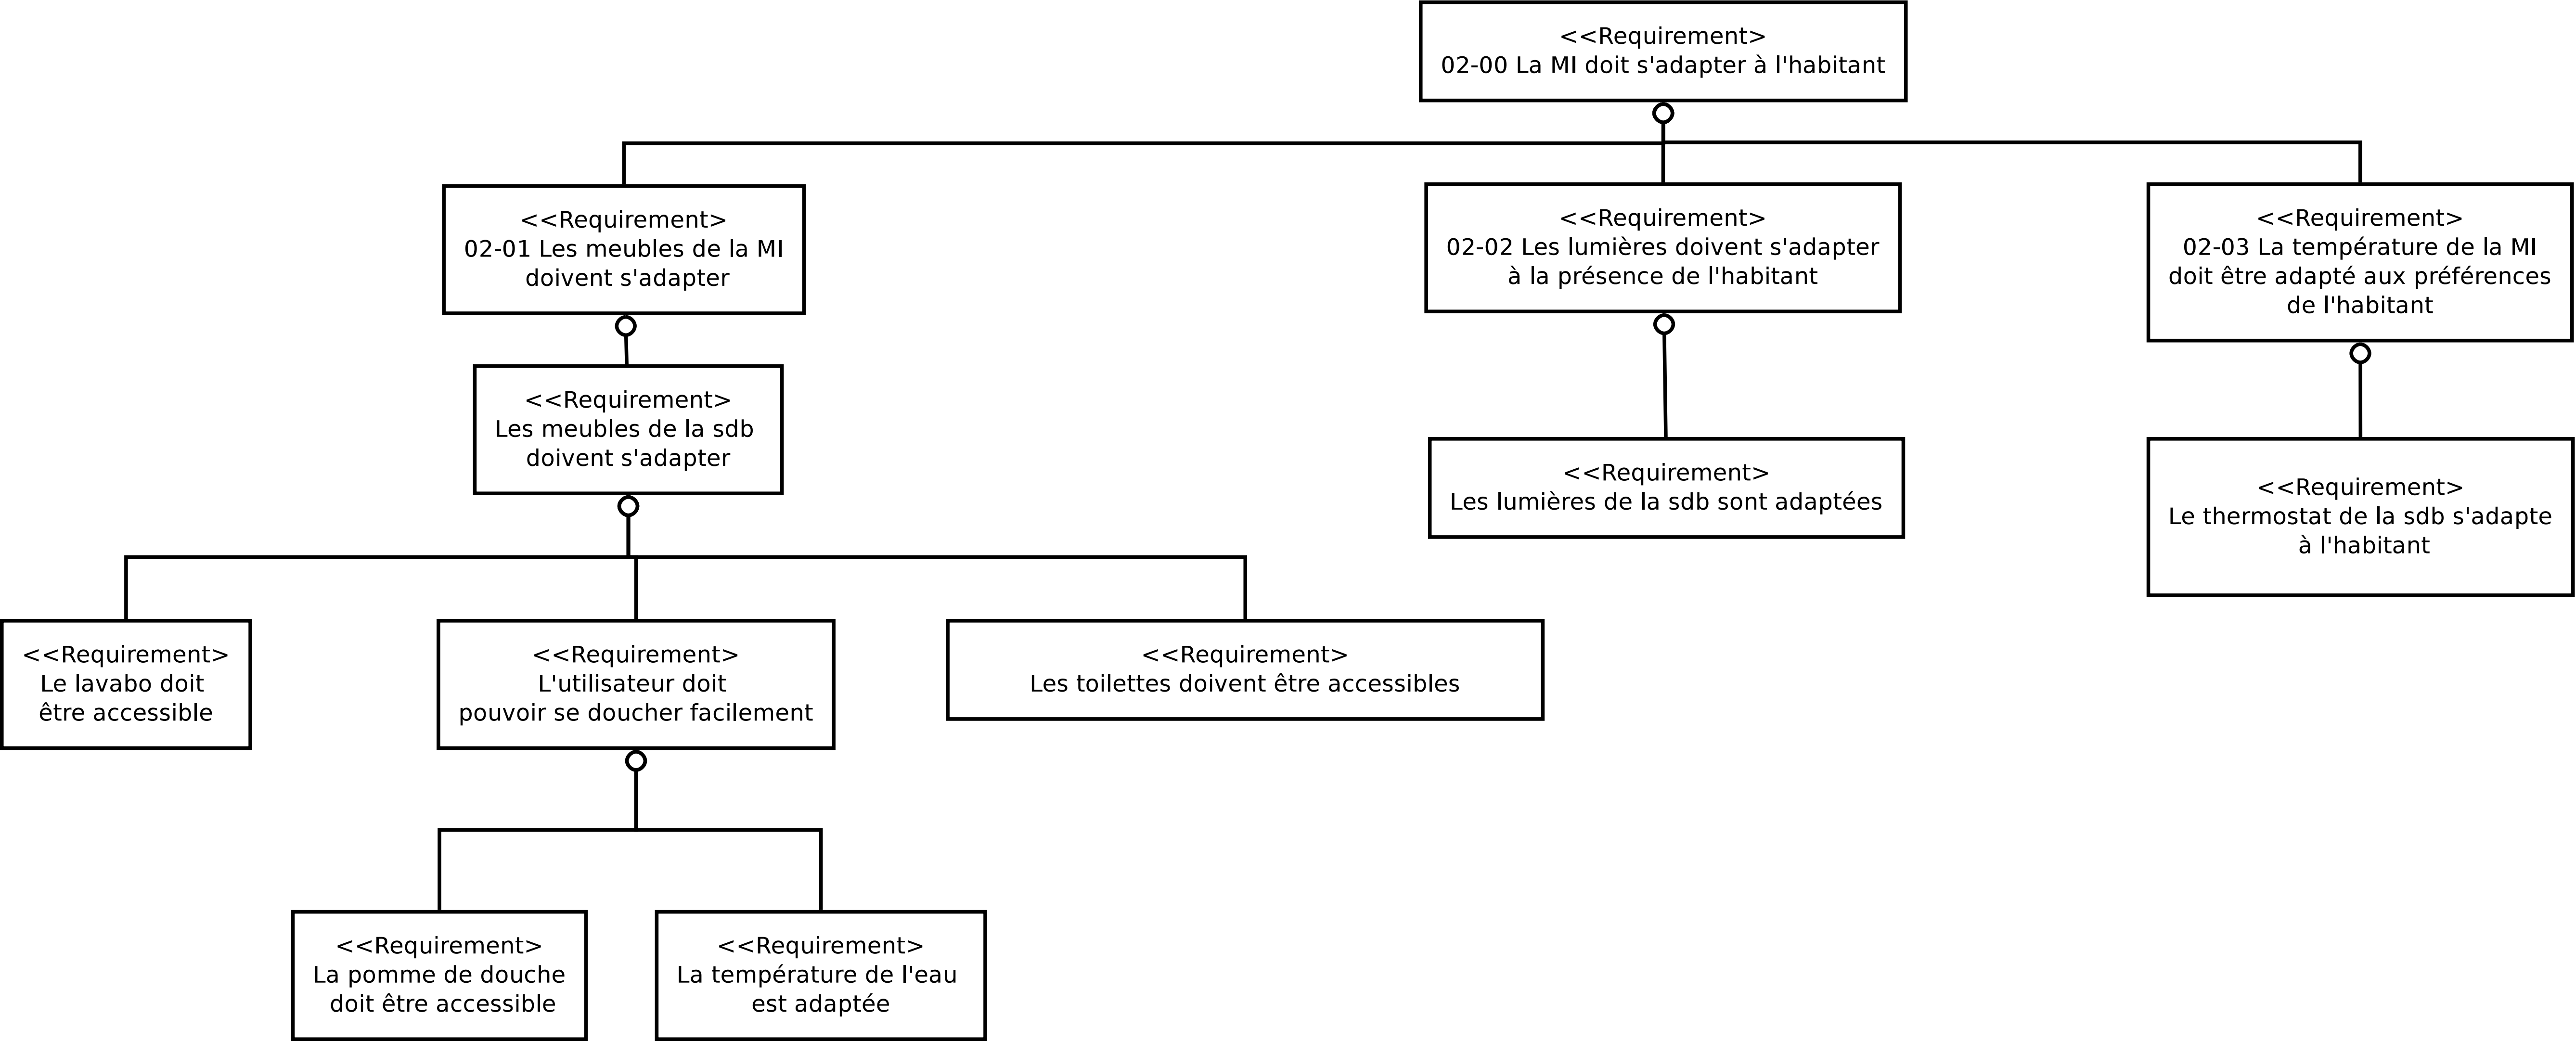 <<Requirement>
02-00 La MI doit s'adapter à l'habitant
<<Requirement>
02-01 Les meubles de la MI
doivent s'adapter
<<Requirement>
02-02 Les lumières doivent s'adapter
à la présence de l'habitant
<<Requirement>
02-03 La température de la MI
doit être adapté aux préférences
de l'habitant
<<Requirement>
Les meubles de la sdb
doivent s'adapter
<<Requirement>
Les lumières de la sdb sont adaptées
<<Requirement>
Le thermostat de la sdb s'adapte
à l'habitant
<<Requirement>
Le lavabo doit
être accessible
<<Requirement>
L'utilisateur doit
pouvoir se doucher facilement
<<Requirement>
Les toilettes doivent être accessibles
<<Requirement>
La pomme de douche
doit être accessible
<<Requirement>
La température de l'eau
est adaptée